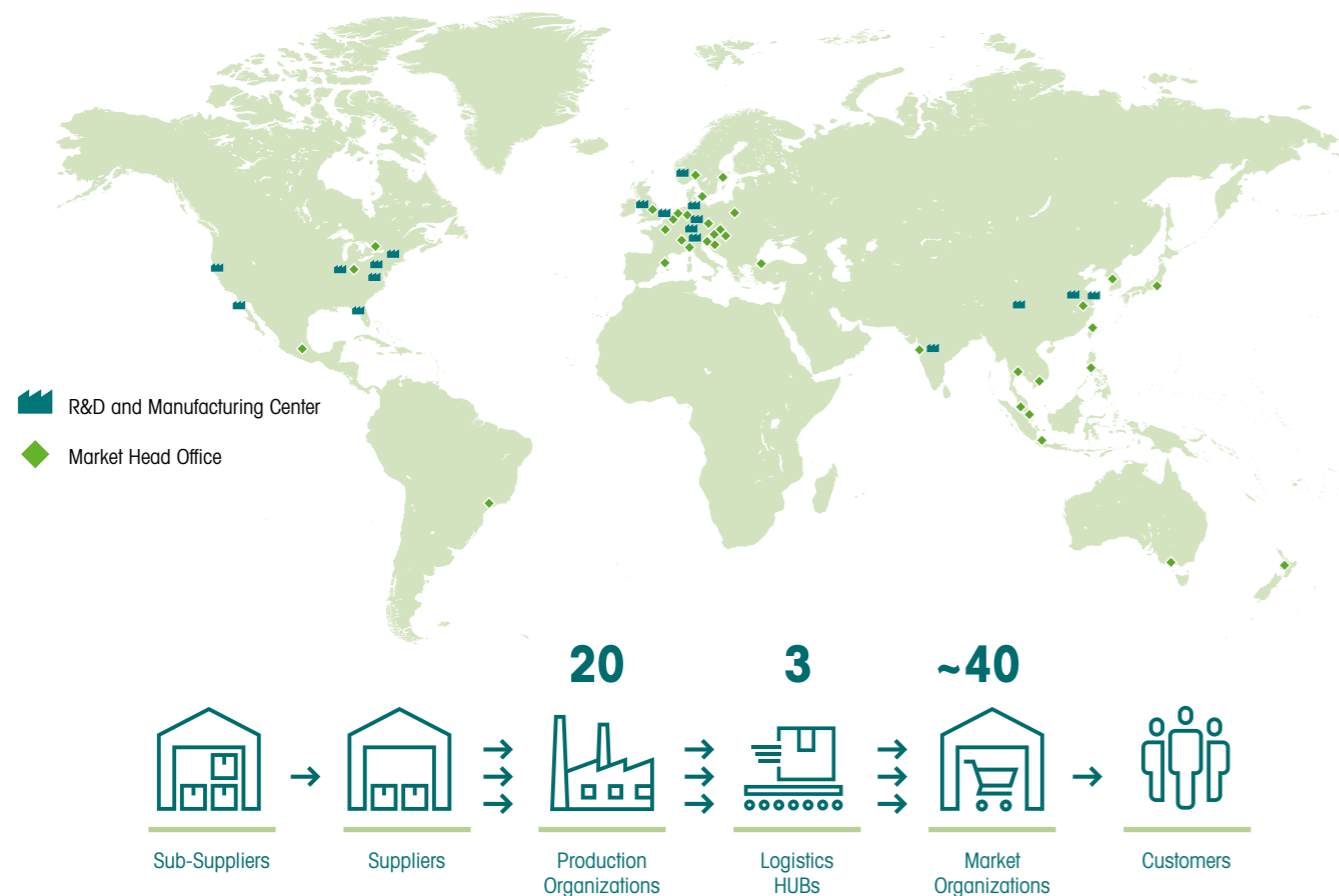 R&D and Manufacturing Center
Market Head Office
20
3
~40
Sub-Suppliers
Suppliers
Production
Organizations
Logistics
HUBs
Market
Organizations
Customers